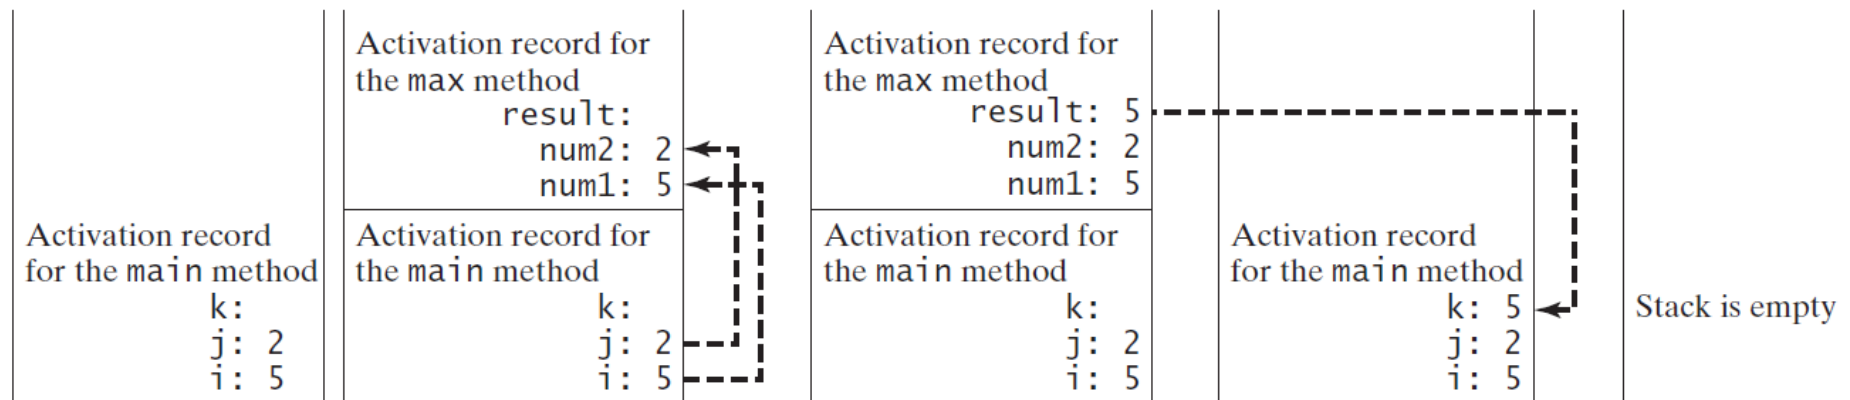 Activation record
for the main method
k:
j: 2
i: 5
Activation record for
the max method
result:
num2: 2
num1: 5
Activation record for
the main method
k:
j: 2
i: 5
Activation record for
the max method
result: 5
num2: 2
num1: 5
Activation record for
the main method
k:
j: 2
i: 5
Activation record
for the main method
k: 5
j: 2
i: 5
Stack is empty